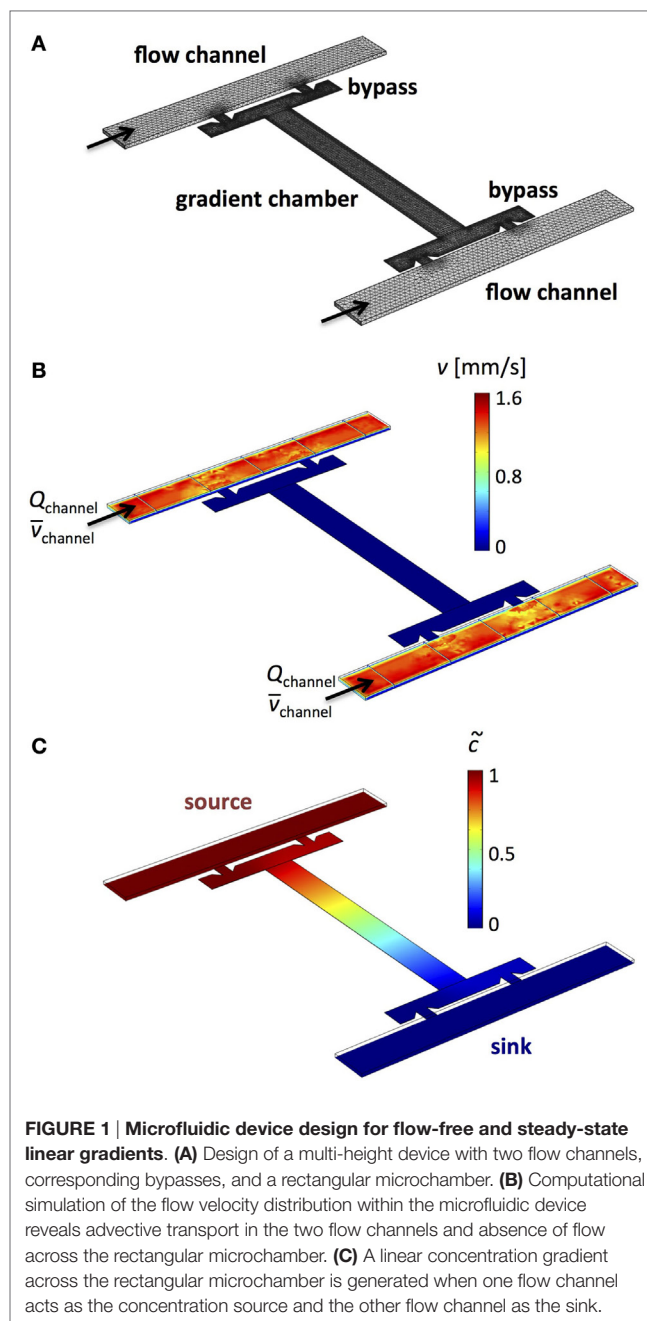 A
flow channel
bypass
gradient chamber
bypass
flow channel
B
v [mm/s]
1.6
0.8
0
Qchannel
v̅channel
Qchannel
v̅channel
C
c̃
source
1
0.5
0
sink
FIGURE 1 | Microfluidic device design for flow-free and steady-state
linear gradients. (A) Design of a multi-height device with two flow channels,
corresponding bypasses, and a rectangular microchamber. (B) Computational
simulation of the flow velocity distribution within the microfluidic device
reveals advective transport in the two flow channels and absence of flow
across the rectangular microchamber. (C) A linear concentration gradient
across the rectangular microchamber is generated when one flow channel
acts as the concentration source and the other flow channel as the sink.